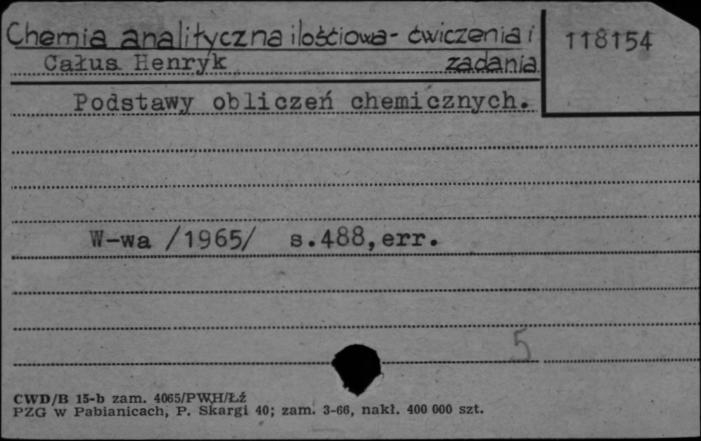 Chemia analityczna ilościowa - ćwiczenia i
zadania
118154
Całus Henryk
Podstawy obliczeń chemicznych.
W-wa /1965/ s.488,err.
5
CWD/B 15-b zam. 4065/PWH/Łź
PZG w Pabianicach, P. Skargi 40; zam. 3-66, nakł. 400 000 szt.